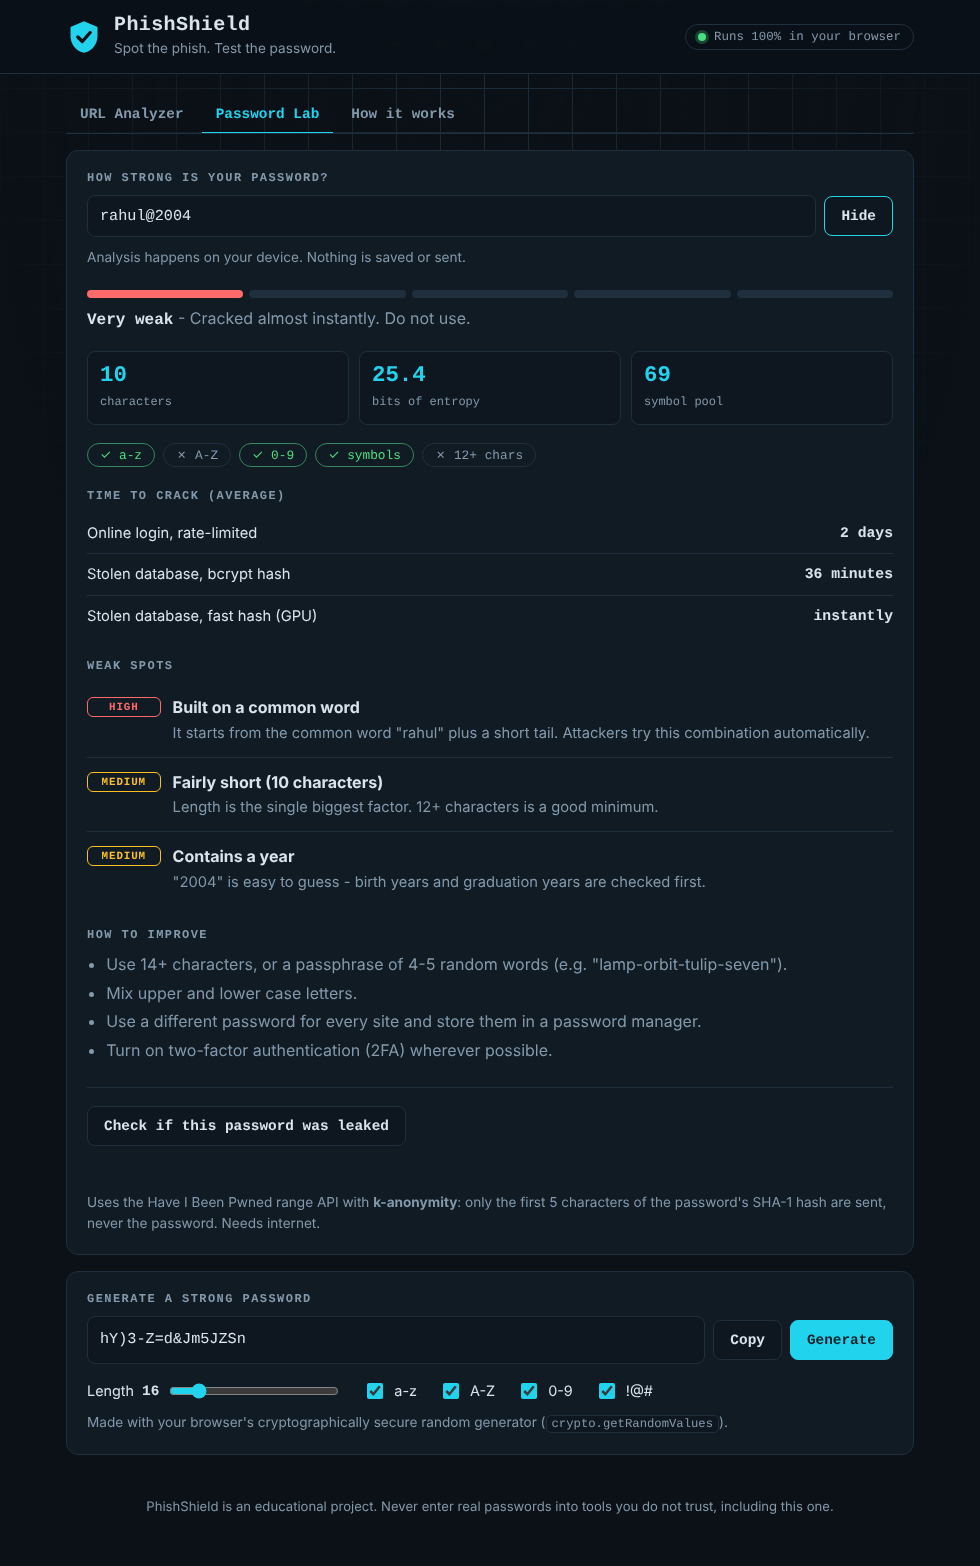 PhishShield
Spot the phish. Test the password.
Runs 100% in your browser
URL Analyzer
Password Lab
How it works
HOW STRONG IS YOUR PASSWORD?
rahul@2004
Hide
Analysis happens on your device. Nothing is saved or sent.
Very weak - Cracked almost instantly. Do not use.
10
characters
25.4
bits of entropy
69
symbol pool
✓ a-z
× A-Z
✓ 0-9
✓ symbols
× 12+ chars
TIME TO CRACK (AVERAGE)
Online login, rate-limited 2 days
Stolen database, bcrypt hash 36 minutes
Stolen database, fast hash (GPU) instantly
WEAK SPOTS
HIGH Built on a common word
It starts from the common word "rahul" plus a short tail. Attackers try this combination automatically.
MEDIUM Fairly short (10 characters)
Length is the single biggest factor. 12+ characters is a good minimum.
MEDIUM Contains a year
"2004" is easy to guess - birth years and graduation years are checked first.
HOW TO IMPROVE
• Use 14+ characters, or a passphrase of 4-5 random words (e.g. "lamp-orbit-tulip-seven").
• Mix upper and lower case letters.
• Use a different password for every site and store them in a password manager.
• Turn on two-factor authentication (2FA) wherever possible.
Check if this password was leaked
Uses the Have I Been Pwned range API with k-anonymity: only the first 5 characters of the password's SHA-1 hash are sent,
never the password. Needs internet.
GENERATE A STRONG PASSWORD
hY)3-Z=d&Jm5JZSn
Copy
Generate
Length 16
a-z
A-Z
0-9
!@#
Made with your browser's cryptographically secure random generator (crypto.getRandomValues).
PhishShield is an educational project. Never enter real passwords into tools you do not trust, including this one.